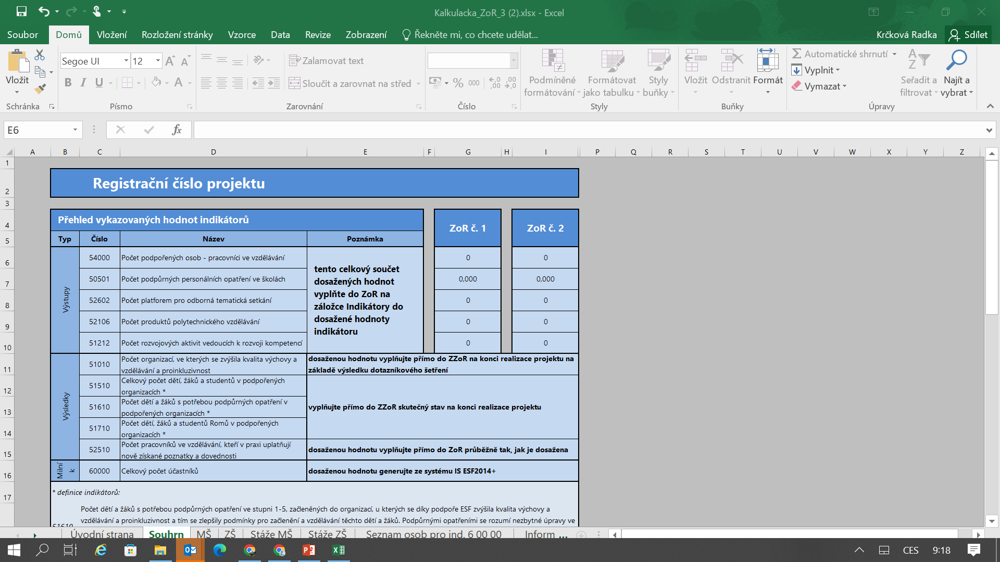 Kalkulacka_ZoR_3 (2).xlsx - Excel
Soubor Domů Vložení Rozložení stránky Vzorce Data Revize Zobrazení Řekněte mi, co chcete udělat... Krčková Radka Sdílet
Vložit
Schránka
Segoe UI 12
B I U
Písmo
Zalamovat text
Sloučit a zarovnat na střed
Zarovnání
% 000
Číslo
Podmíněné formátování
Formátovat jako tabulku
Styly buňky
Styly
Vložit Odstranit Formát
Buňky
Automatické shrnutí
Vyplnit
Vymazat
Seřadit a filtrovat
Najít a vybrat
Úpravy
E6 fx
A B C D E F G H I P Q R S T U V W X Y Z
1
2 Registrační číslo projektu
3
4 Přehled vykazovaných hodnot indikátorů ZoR č. 1 ZoR č. 2
5 Typ Číslo Název Poznámka
Výstupy
tento celkový součet
dosažených hodnot
vyplňte do ZoR na
záložce Indikátory do
dosažené hodnoty
indikátoru
6 54000 Počet podpořených osob - pracovníci ve vzdělávání 0 0
7 50501 Počet podpůrných personálních opatření ve školách 0,000 0,000
8 52602 Počet platforem pro odborná tematická setkání 0 0
9 52106 Počet produktů polytechnického vzdělávání 0 0
10 51212 Počet rozvojových aktivit vedoucích k rozvoji kompetencí 0 0
Výsledky
11 51010 Počet organizací, ve kterých se zvýšila kvalita výchovy a
vzdělávání a proinkluzivnost
dosaženou hodnotu vyplňujte přímo do ZZoR na konci realizace projektu na
základě výsledku dotazníkového šetření
12 51510 Celkový počet dětí, žáků a studentů v podpořených
organizacích *
13 51610 Počet dětí a žáků s potřebou podpůrných opatření v
podpořených organizacích *
vyplňujte přímo do ZZoR skutečný stav na konci realizace projektu
14 51710 Počet dětí, žáků a studentů Romů v podpořených
organizacích *
15 52510 Počet pracovníků ve vzdělávání, kteří v praxi uplatňují
nově získané poznatky a dovednosti
dosaženou hodnotu vyplňujte přímo do ZoR průběžně tak, jak je dosažena
Milní
k
16 60000 Celkový počet účastníků dosaženou hodnotu generujte ze systému IS ESF2014+
17 * definice indikátorů:
Počet dětí a žáků s potřebou podpůrných opatření ve stupni 1-5, začleněných do organizací, u kterých se díky podpoře ESF zvýšila kvalita výchovy a
vzdělávání a proinkluzivnost a tím se zlepšily podmínky pro začlenění a vzdělávání těchto dětí a žáků. Podpůrnými opatřeními se rozumí nezbytné úpravy ve
51610
Úvodní strana Souhrn MŠ ZŠ Stáže MŠ Stáže ZŠ Seznam osob pro ind. 6 00 00 Inform ...
CES 9:18